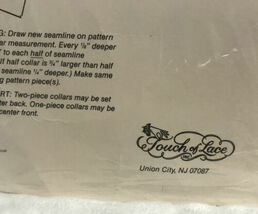 G: Draw new seamline on pattern
ar measurement. Every ⅛" deeper
" to each half of seamline
lf half collar is ¾" larger than half
seamline ¼" deeper.) Make same
g pattern piece(s).
RT: Two-piece collars may be set
ter back. One-piece collars may be
center front.
Touch of Lace
Union City, NJ 07087